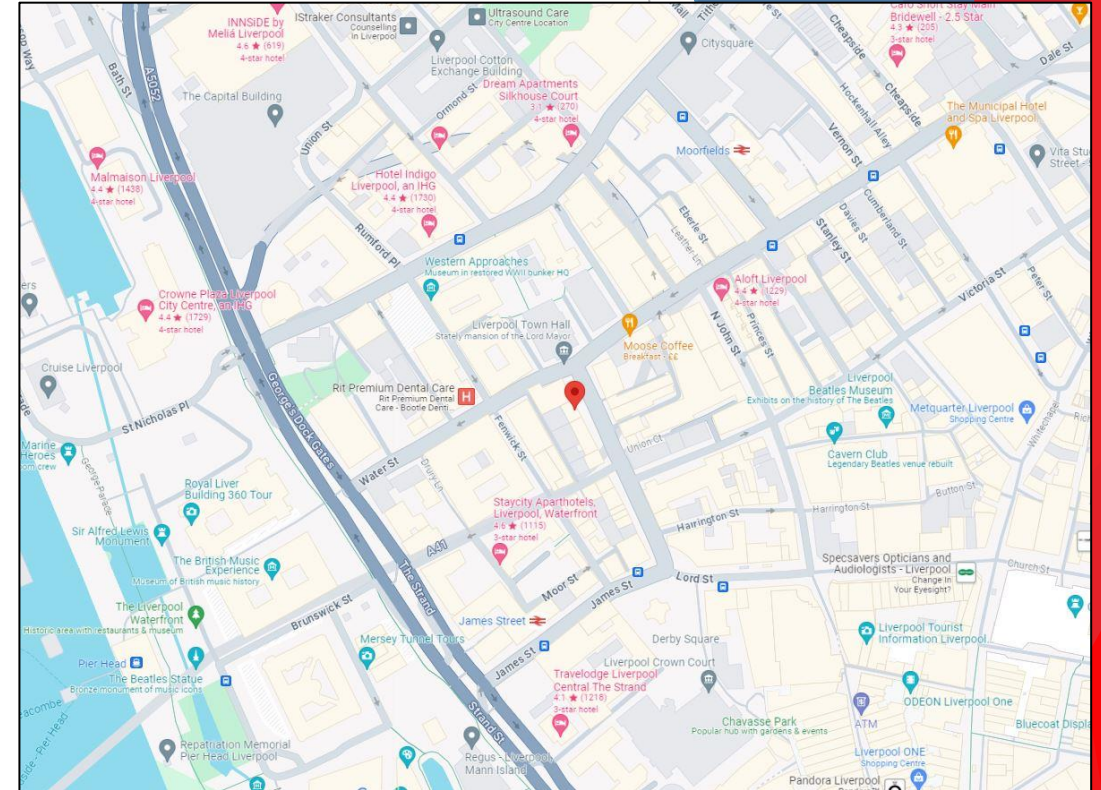 INNSiDE by
Meliá Liverpool
4.6 ★ (619)
4-star hotel
IStraker Consultants
Counselling
In Liverpool
Ultrasound Care
City Centre Location
Mall
Cheapside
Bridewell - 2.5 Star
4.3 ★ (205)
3-star hotel
Dale St
Bath St
A5052
The Capital Building
Liverpool Cotton
Exchange Building
Citysquare
Ormond St
Dream Apartments
Silkhouse Court
3.1 ★ (270)
4-star hotel
Union St
Hockenhall Alley
Cheapside
Vernon St
The Municipal Hotel
and Spa Liverpool
Moorfields
Malmaison Liverpool
4.4 ★ (1438)
4-star hotel
Hotel Indigo
Liverpool, an IHG
4.4 ★ (1730)
4-star hotel
Rumford Pl
Eberle St
Leather Ln
Stanley St
Davies St
Cumberland St
Western Approaches
Museum in restored WWII bunker HQ
Victoria St
Peter St
Crowne Plaza Liverpool
City Centre, an IHG
4.4 ★ (1729)
4-star hotel
Aloft Liverpool
4.4 ★ (1229)
4-star hotel
N John St
Princes St
Liverpool Town Hall
Stately mansion of the Lord Mayor
Moose Coffee
Breakfast - ££
Cruise Liverpool
Rit Premium Dental Care
Rit Premium Dental
Care - Bootle Denti...
H
George's Dock Gates
Liverpool
Beatles Museum
Exhibits on the history of The Beatles
Metquarter Liverpool
Shopping Centre
Whitechapel
St Nicholas Pl
Fenwick St
Union Ct
Cavern Club
Legendary Beatles venue rebuilt
Marine
Heroes
George Parade
Water St
Drury Ln
Button St
Royal Liver
Building 360 Tour
Staycity Aparthotels,
Liverpool, Waterfront
4.6 ★ (1115)
3-star hotel
Harrington St
Harrington St
Sir Alfred Lewis
Monument
A41
The British Music
Experience
Museum of British music history
The Strand
Moor St
James St
Lord St
Specsavers Opticians and
Audiologists - Liverpool
Change In
Your Eyesight?
Church St
The Liverpool
Waterfront
Historic area with restaurants & museum
Brunswick St
James Street
Mersey Tunnel Tours
Derby Square
Liverpool Tourist
Information Liverpool
Pier Head
The Beatles Statue
Bronze monument of music icons
James St
Liverpool Crown Court
Travelodge Liverpool
Central The Strand
4.1 ★ (1218)
3-star hotel
ODEON Liverpool One
Strand St
Chavasse Park
Popular hub with gardens & events
ATM
Bluecoat Displ
Repatriation Memorial
Pier Head Liverpool
Regus - Liverpool,
Mann Island
Liverpool ONE
Shopping Centre
Pandora Liverpool